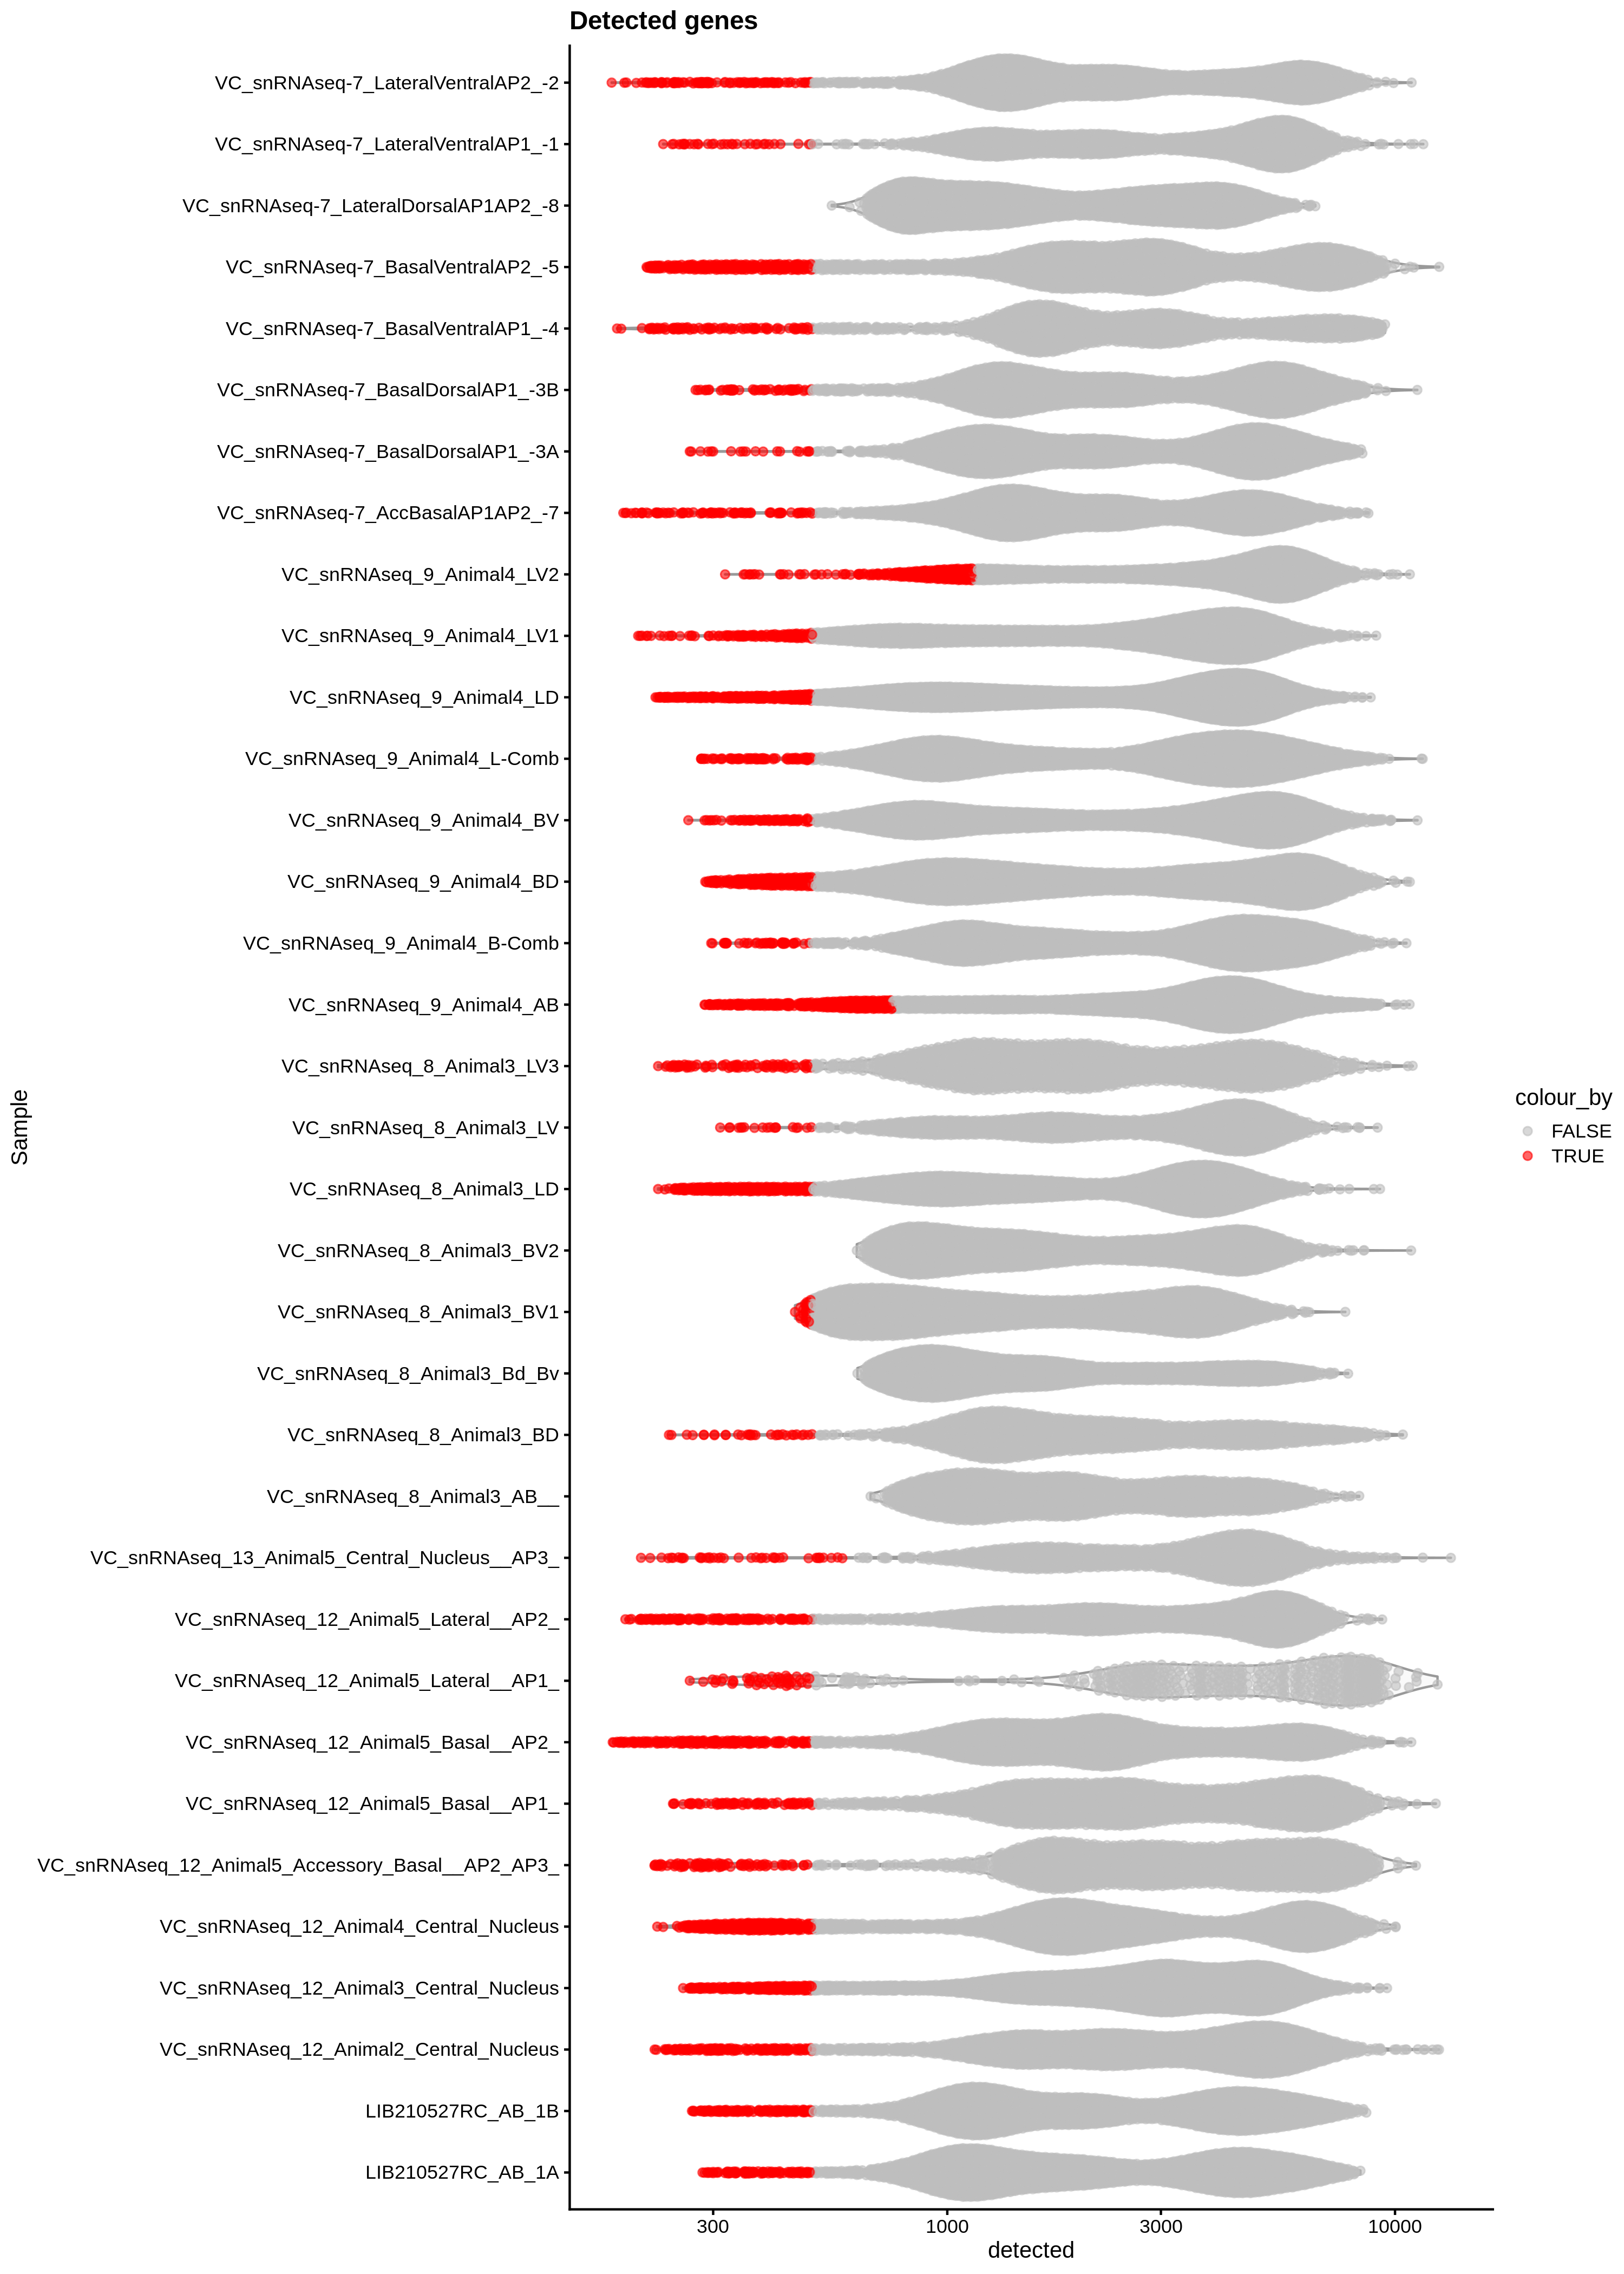 Detected genes
VC_snRNAseq-7_LateralVentralAP2_-2
VC_snRNAseq-7_LateralVentralAP1_-1
VC_snRNAseq-7_LateralDorsalAP1AP2_-8
VC_snRNAseq-7_BasalVentralAP2_-5
VC_snRNAseq-7_BasalVentralAP1_-4
VC_snRNAseq-7_BasalDorsalAP1_-3B
VC_snRNAseq-7_BasalDorsalAP1_-3A
VC_snRNAseq-7_AccBasalAP1AP2_-7
VC_snRNAseq_9_Animal4_LV2
VC_snRNAseq_9_Animal4_LV1
VC_snRNAseq_9_Animal4_LD
VC_snRNAseq_9_Animal4_L-Comb
VC_snRNAseq_9_Animal4_BV
VC_snRNAseq_9_Animal4_BD
VC_snRNAseq_9_Animal4_B-Comb
VC_snRNAseq_9_Animal4_AB
VC_snRNAseq_8_Animal3_LV3
VC_snRNAseq_8_Animal3_LV
VC_snRNAseq_8_Animal3_LD
VC_snRNAseq_8_Animal3_BV2
VC_snRNAseq_8_Animal3_BV1
VC_snRNAseq_8_Animal3_Bd_Bv
VC_snRNAseq_8_Animal3_BD
VC_snRNAseq_8_Animal3_AB__
VC_snRNAseq_13_Animal5_Central_Nucleus__AP3_
VC_snRNAseq_12_Animal5_Lateral__AP2_
VC_snRNAseq_12_Animal5_Lateral__AP1_
VC_snRNAseq_12_Animal5_Basal__AP2_
VC_snRNAseq_12_Animal5_Basal__AP1_
VC_snRNAseq_12_Animal5_Accessory_Basal__AP2_AP3_
VC_snRNAseq_12_Animal4_Central_Nucleus
VC_snRNAseq_12_Animal3_Central_Nucleus
VC_snRNAseq_12_Animal2_Central_Nucleus
LIB210527RC_AB_1B
LIB210527RC_AB_1A
Sample
300 1000 3000 10000
detected
colour_by
FALSE
TRUE